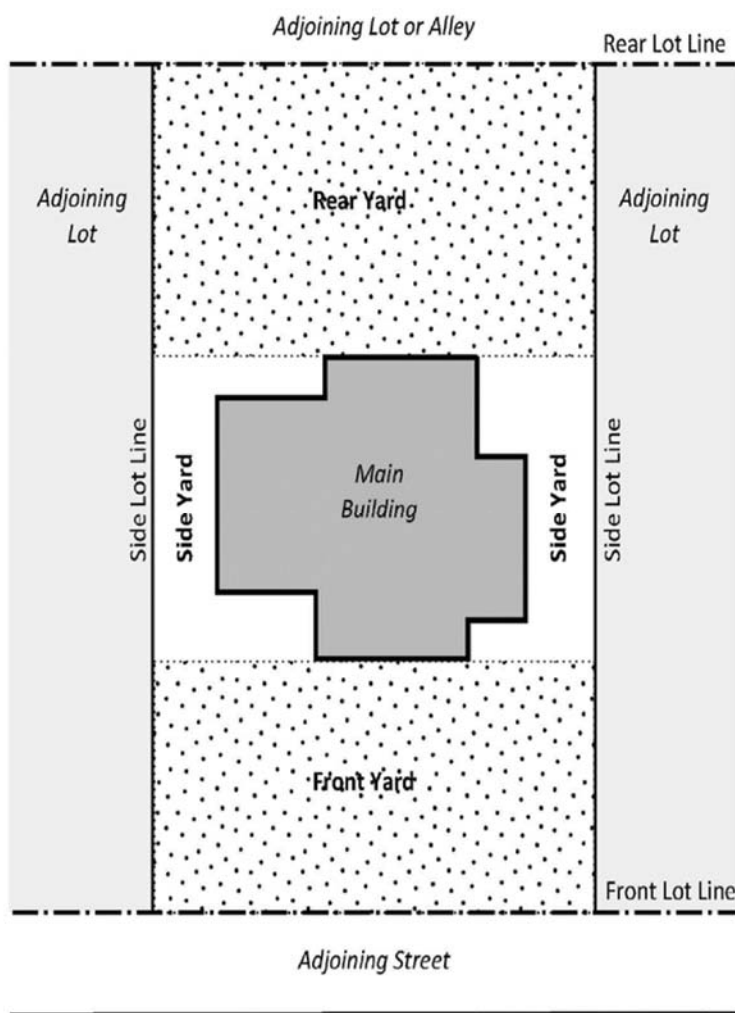 Adjoining Lot or Alley
Rear Lot Line
Adjoining
Lot
Rear Yard
Adjoining
Lot
Side Lot Line
Side Yard
Main
Building
Side Yard
Side Lot Line
Front Yard
Front Lot Line
Adjoining Street